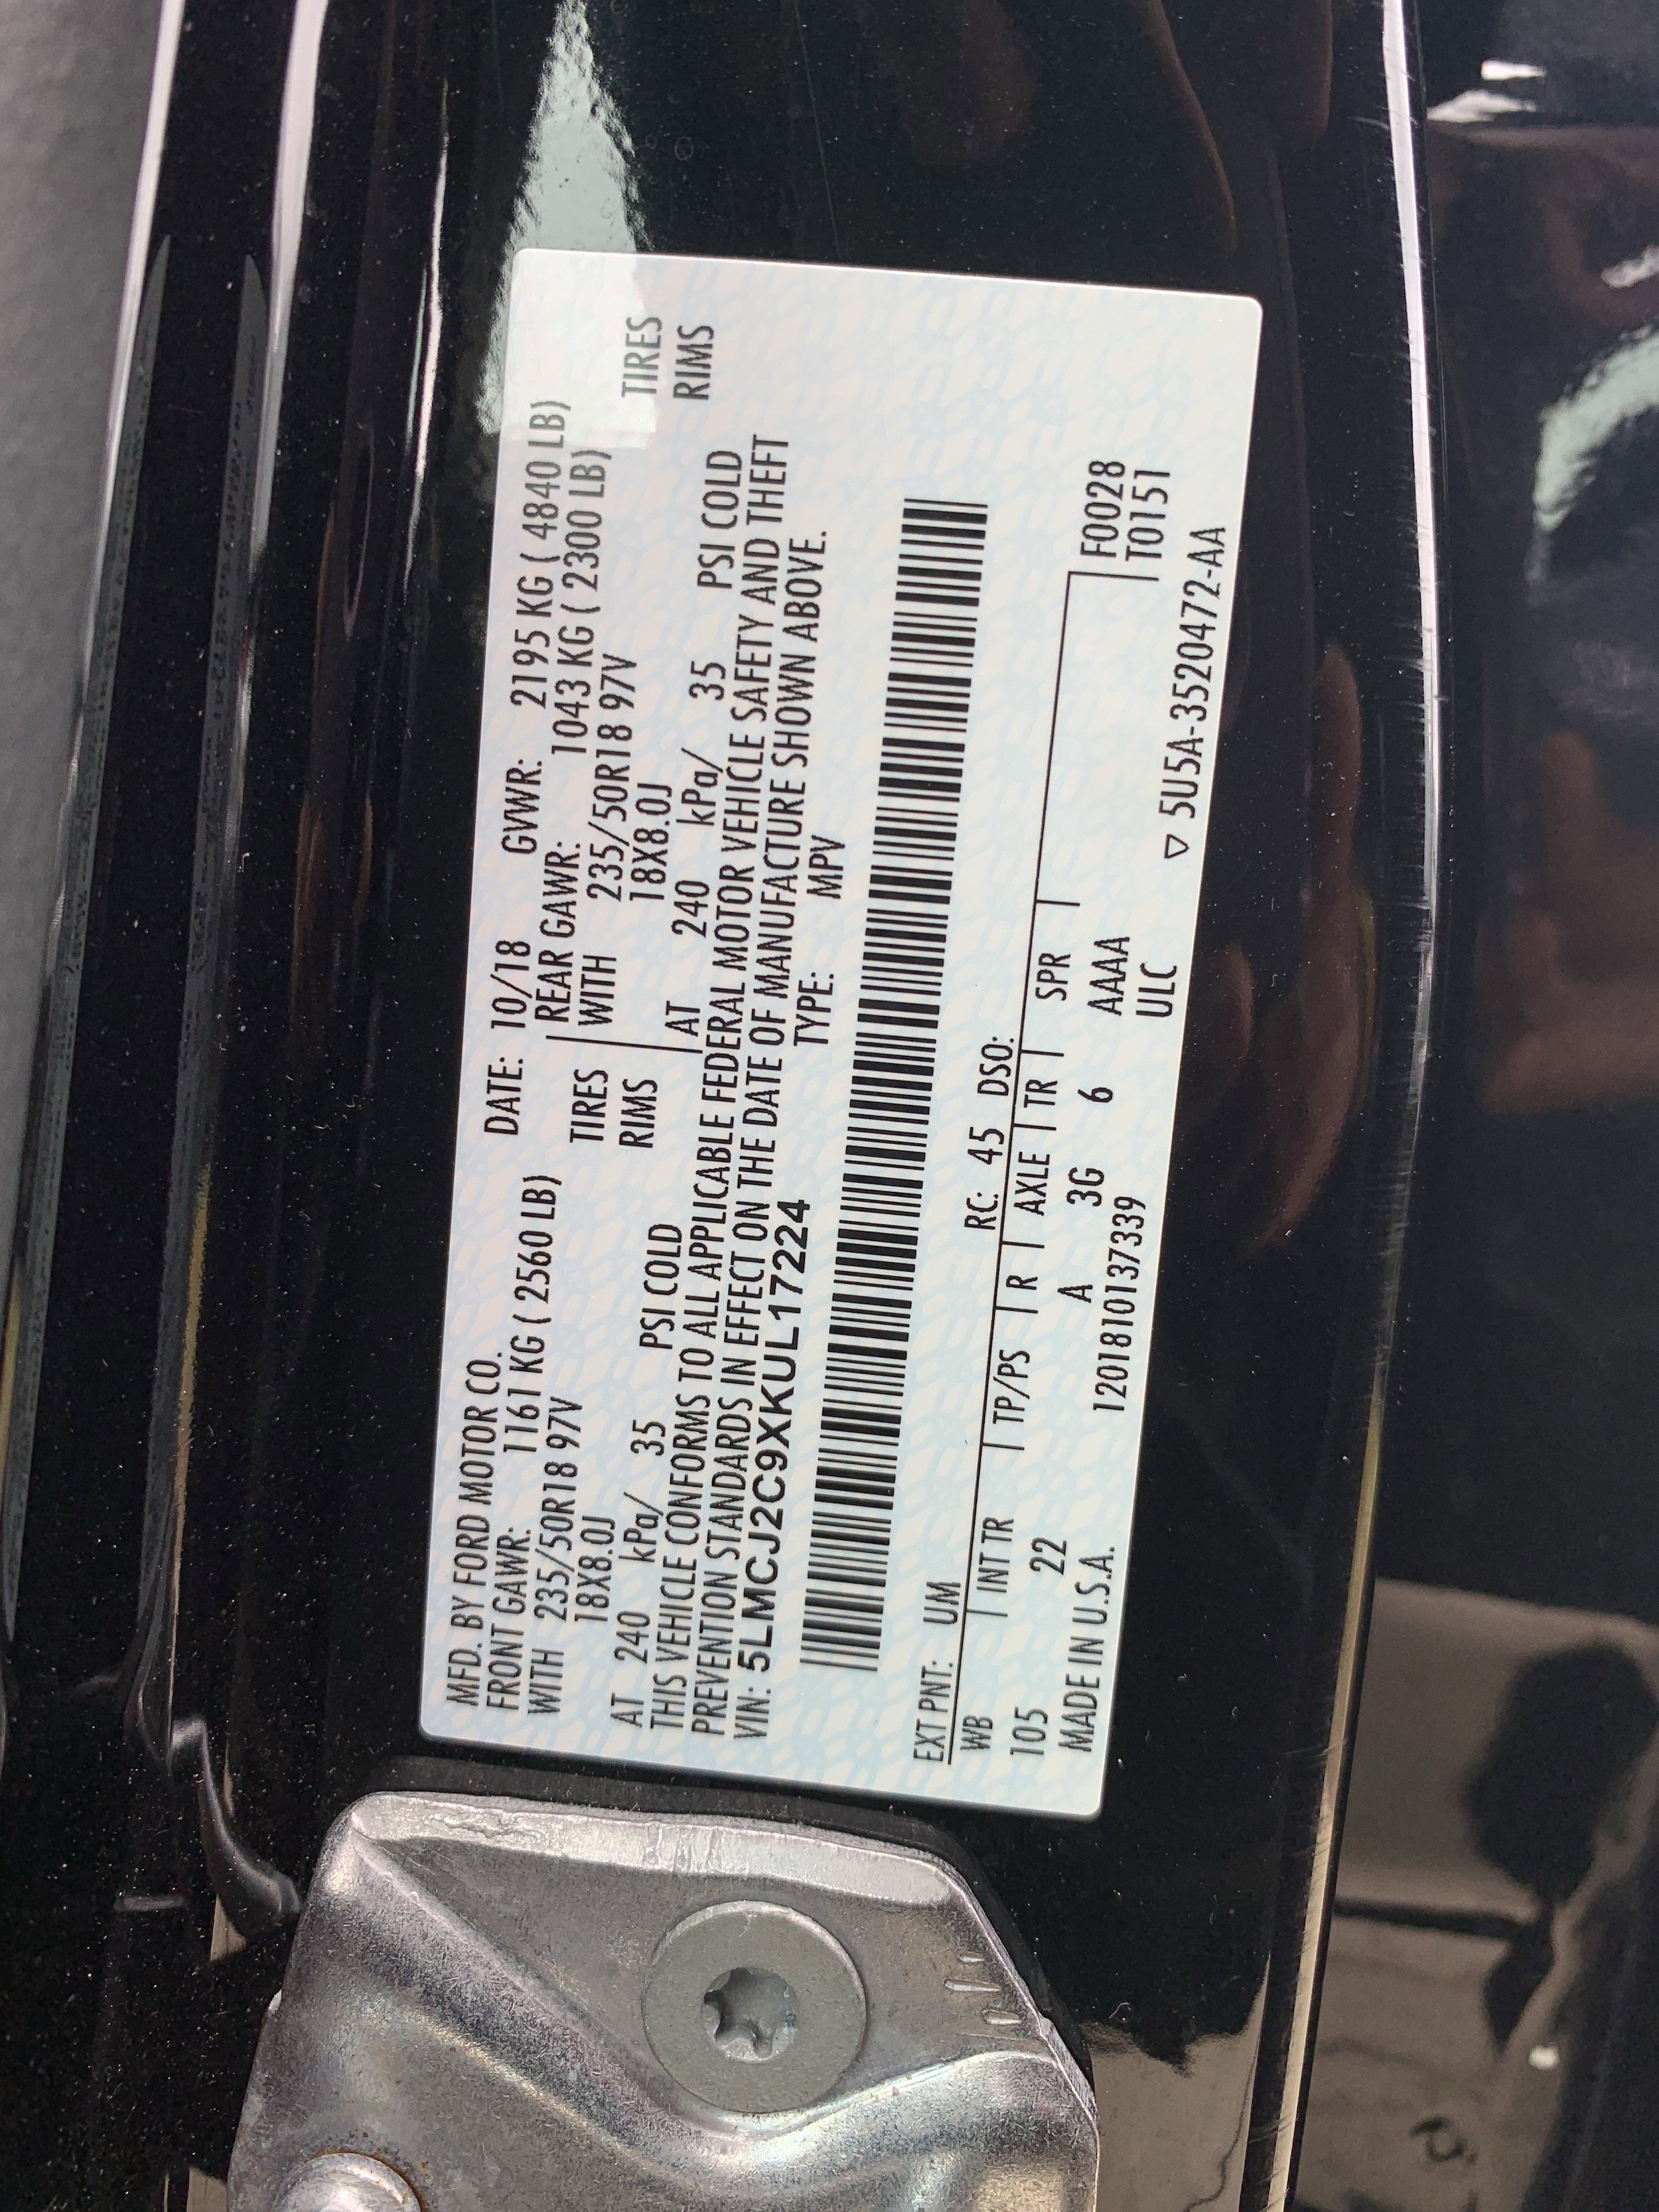 MFD. BY FORD MOTOR CO. DATE: 10/18 GVWR: 2195 KG ( 4840 LB)
FRONT GAWR: 1161 KG ( 2560 LB) REAR GAWR: 1043 KG ( 2300 LB)
WITH 235/50R18 97V TIRES WITH 235/50R18 97V TIRES
18X8.0J RIMS 18X8.0J RIMS
AT 240 kPa/ 35 PSI COLD AT 240 kPa/ 35 PSI COLD
THIS VEHICLE CONFORMS TO ALL APPLICABLE FEDERAL MOTOR VEHICLE SAFETY AND THEFT
PREVENTION STANDARDS IN EFFECT ON THE DATE OF MANUFACTURE SHOWN ABOVE.
VIN: 5LMCJ2C9XKUL17224 TYPE: MPV
EXT PNT: UM RC: 45 DSO:
WB INT TR TP/PS R AXLE TR SPR F0028
105 22 A 3G 6 AAAA T0151
MADE IN U.S.A. 120181013​7339 ULC ▽ 5U5A-3520472-AA